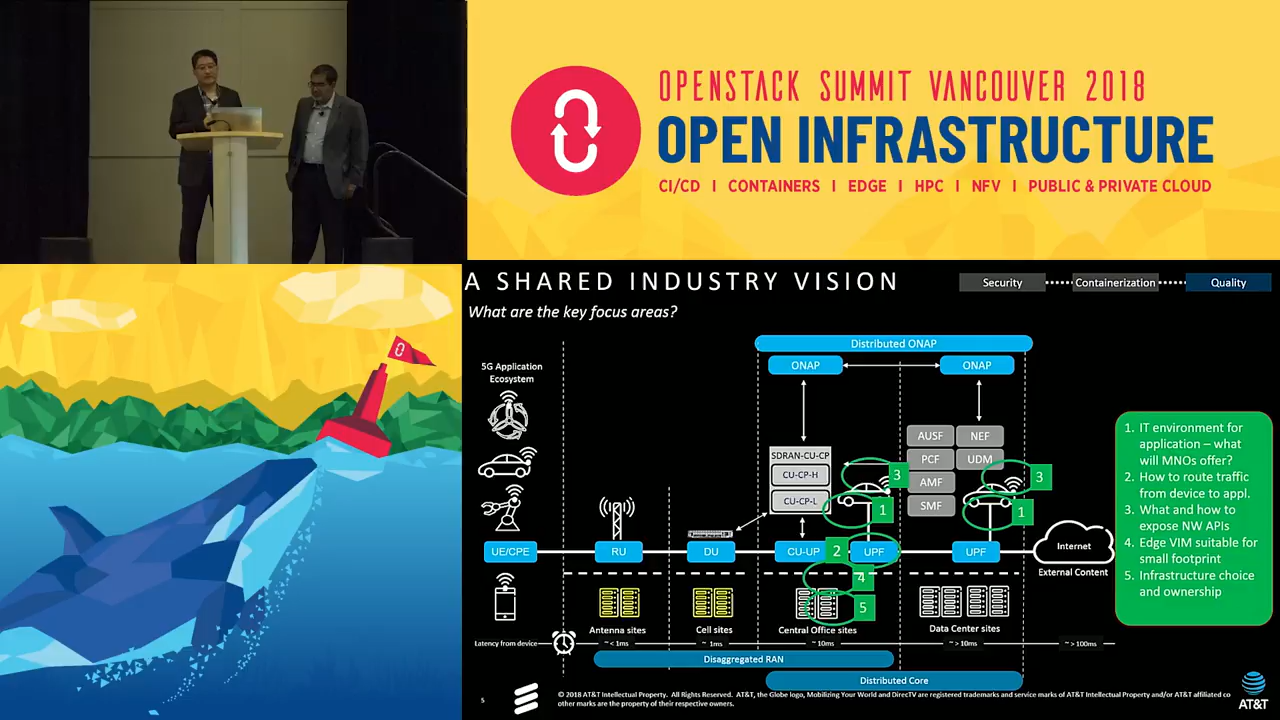 OPENSTACK SUMMIT VANCOUVER 2018
OPEN INFRASTRUCTURE
CI/CD I CONTAINERS I EDGE I HPC I NFV I PUBLIC & PRIVATE CLOUD
A SHARED INDUSTRY VISION
Security
Containerization
Quality
What are the key focus areas?
Distributed ONAP
ONAP
ONAP
5G Application
Ecosystem
AUSF
NEF
PCF
UDM
AMF
SMF
SDRAN-CU-CP
CU-CP-H
CU-CP-L
3
3
1
1
UE/CPE
RU
DU
CU-UP
2
UPF
UPF
Internet
External Content
4
5
Antenna sites
Cell sites
Central Office sites
Data Center sites
Latency from device
~ <1ms
~ 1ms
~ 10ms
~ >10ms
~ >100ms
Disaggregated RAN
Distributed Core
1. IT environment for
application – what
will MNOs offer?
2. How to route traffic
from device to appl.
3. What and how to
expose NW APIs
4. Edge VIM suitable for
small footprint
5. Infrastructure choice
and ownership
5
© 2018 AT&T Intellectual Property. All Rights Reserved. AT&T, the Globe logo, Mobilizing Your World and DirecTV are registered trademarks and service marks of AT&T Intellectual Property and/or AT&T affiliated co
other marks are the property of their respective owners.
AT&T